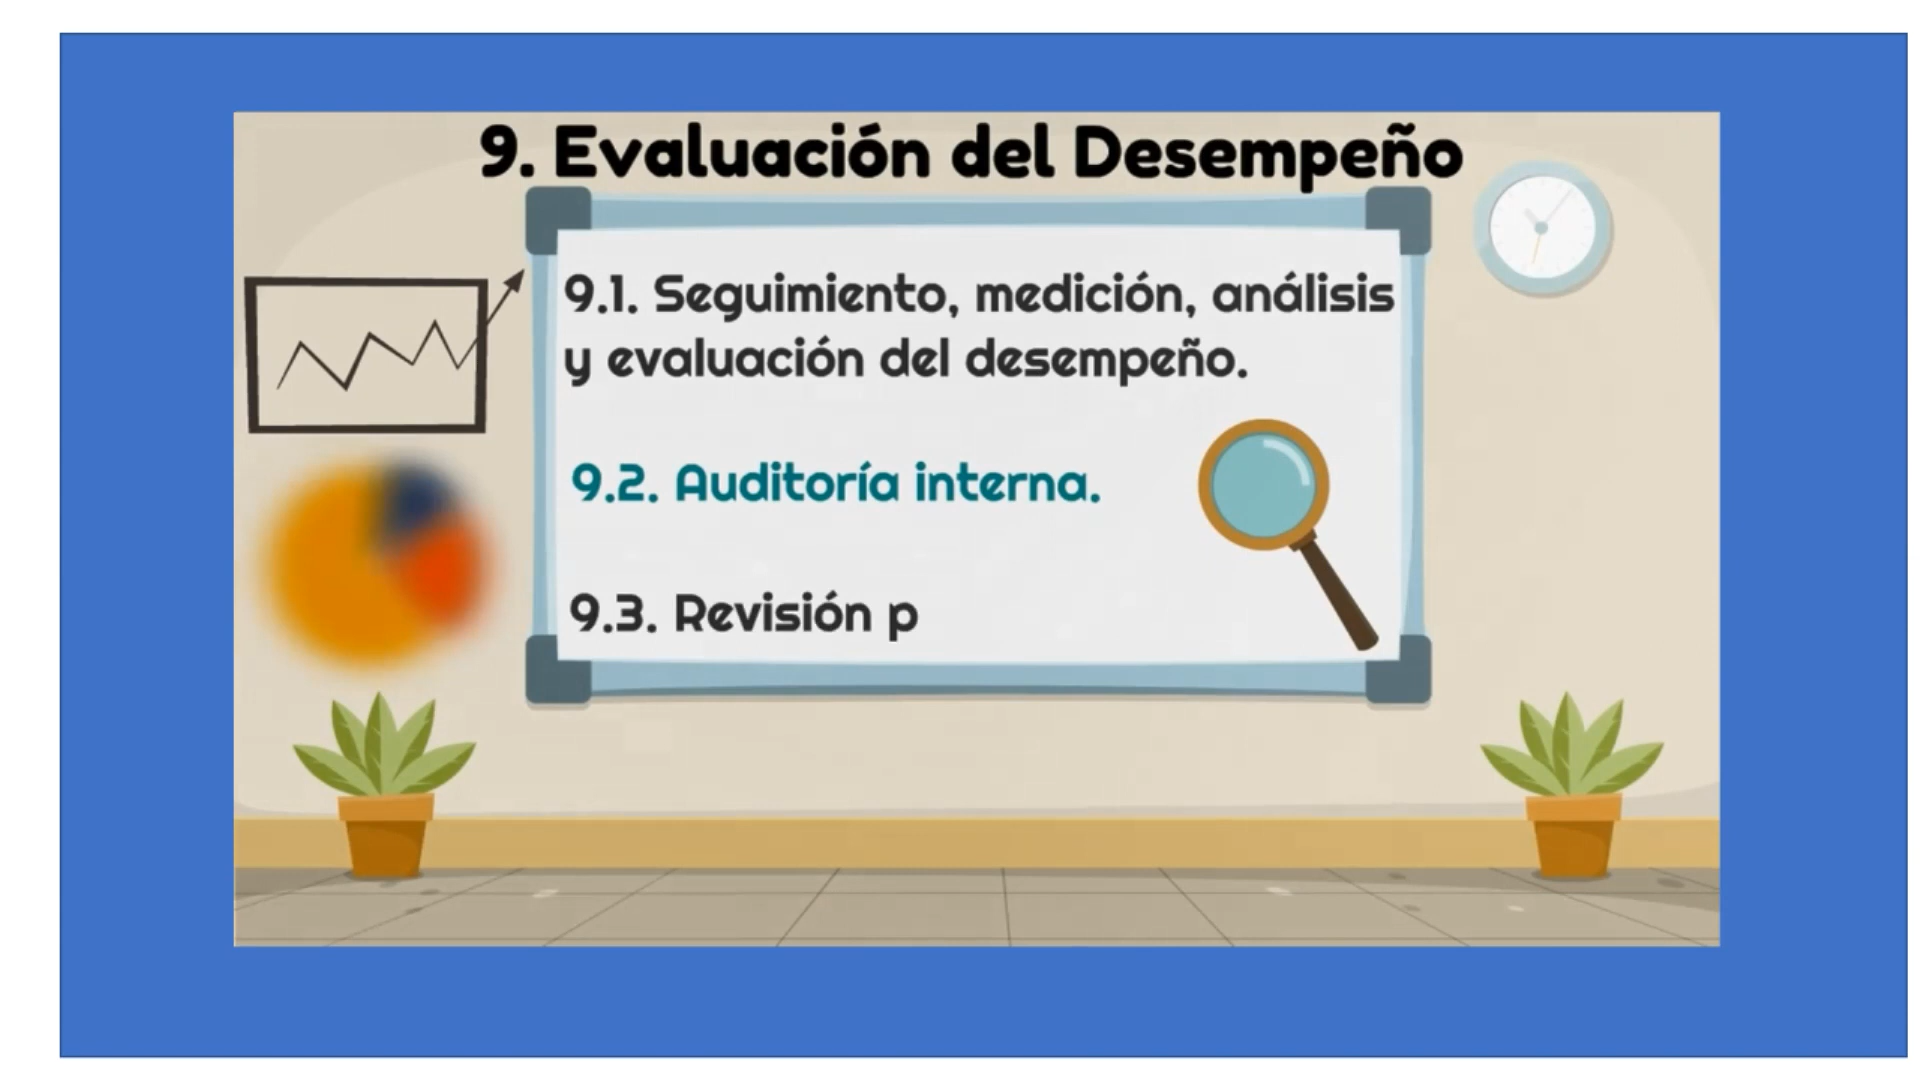 9. Evaluación del Desempeño
9.1. Seguimiento, medición, análisis
y evaluación del desempeño.
9.2. Auditoría interna.
9.3. Revisión p